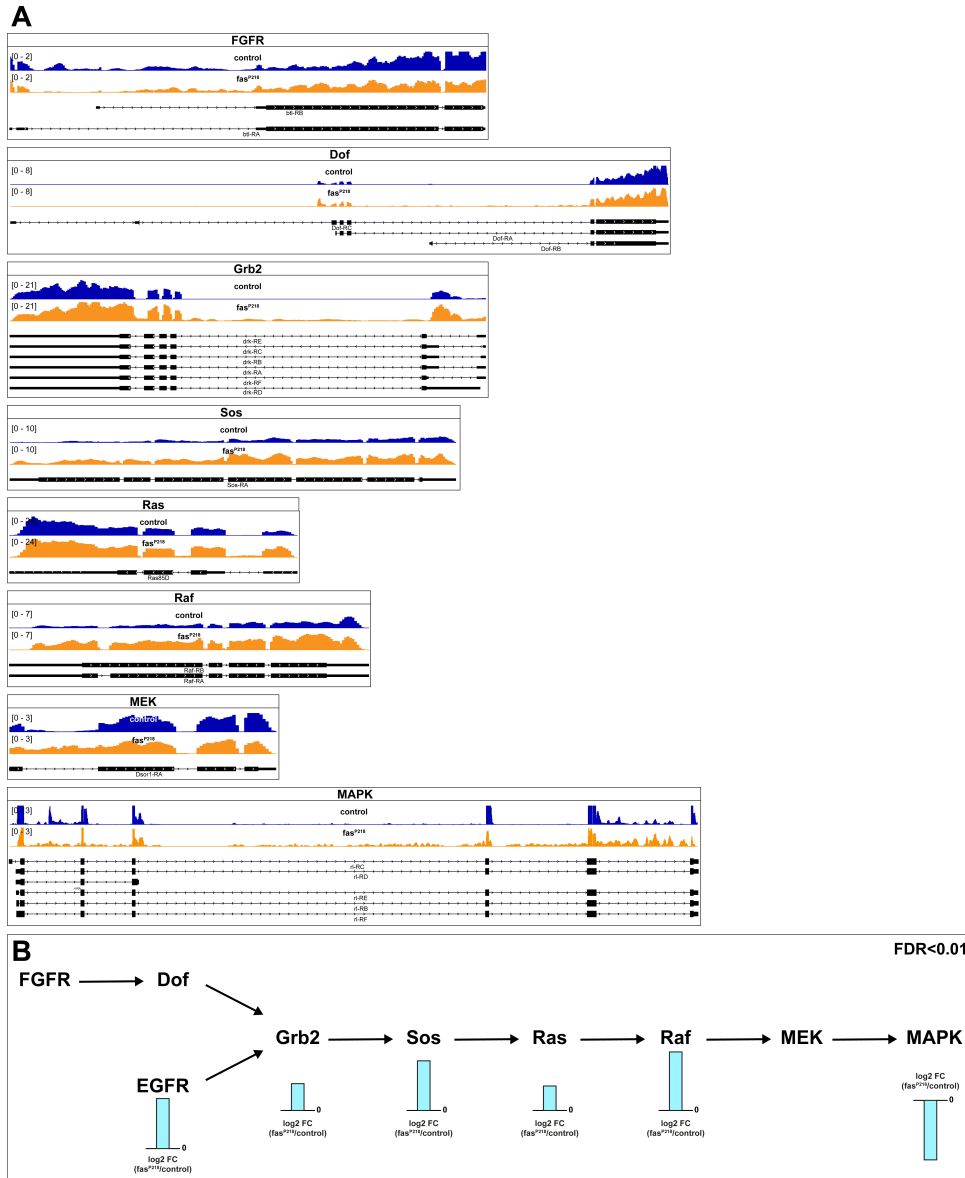 A
FGFR
[0 - 2]
control
[0 - 2]
fasP218
btl-RB
btl-RA
Dof
[0 - 8]
control
[0 - 8]
fasP218
Dof-RC
Dof-RA
Dof-RB
Grb2
[0 - 21]
control
[0 - 21]
fasP218
drk-RE
drk-RC
drk-RB
drk-RA
drk-RF
drk-RD
Sos
[0 - 10]
control
[0 - 10]
fasP218
Sos-RA
Ras
[0 - 24]
control
[0 - 24]
fasP218
Ras85D
Raf
[0 - 7]
control
[0 - 7]
fasP218
Raf-RB
Raf-RA
MEK
[0 - 3]
control
[0 - 3]
fasP218
Dsor1-RA
MAPK
[0 - 3]
control
[0 - 3]
fasP218
rl-RC
rl-RD
rl-RE
rl-RB
rl-RF
B
FDR<0.01
FGFR Dof
Grb2 Sos Ras Raf MEK MAPK
EGFR
0
log2 FC
(fasP218/control)
0
log2 FC
(fasP218/control)
0
log2 FC
(fasP218/control)
0
log2 FC
(fasP218/control)
0
log2 FC
(fasP218/control)
log2 FC
(fasP218/control)
0